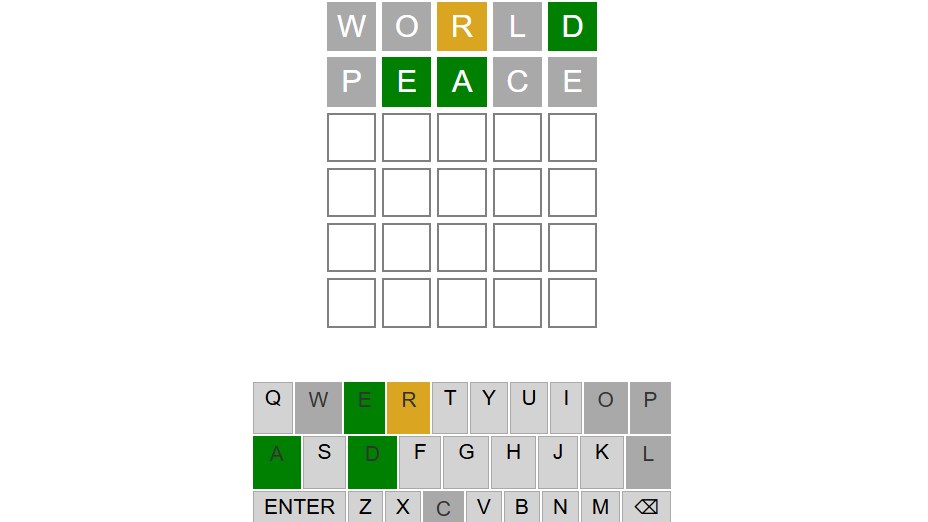 W O R L D
P E A C E
Q W E R T Y U I O P
A S D F G H J K L
ENTER Z X C V B N M ⌫